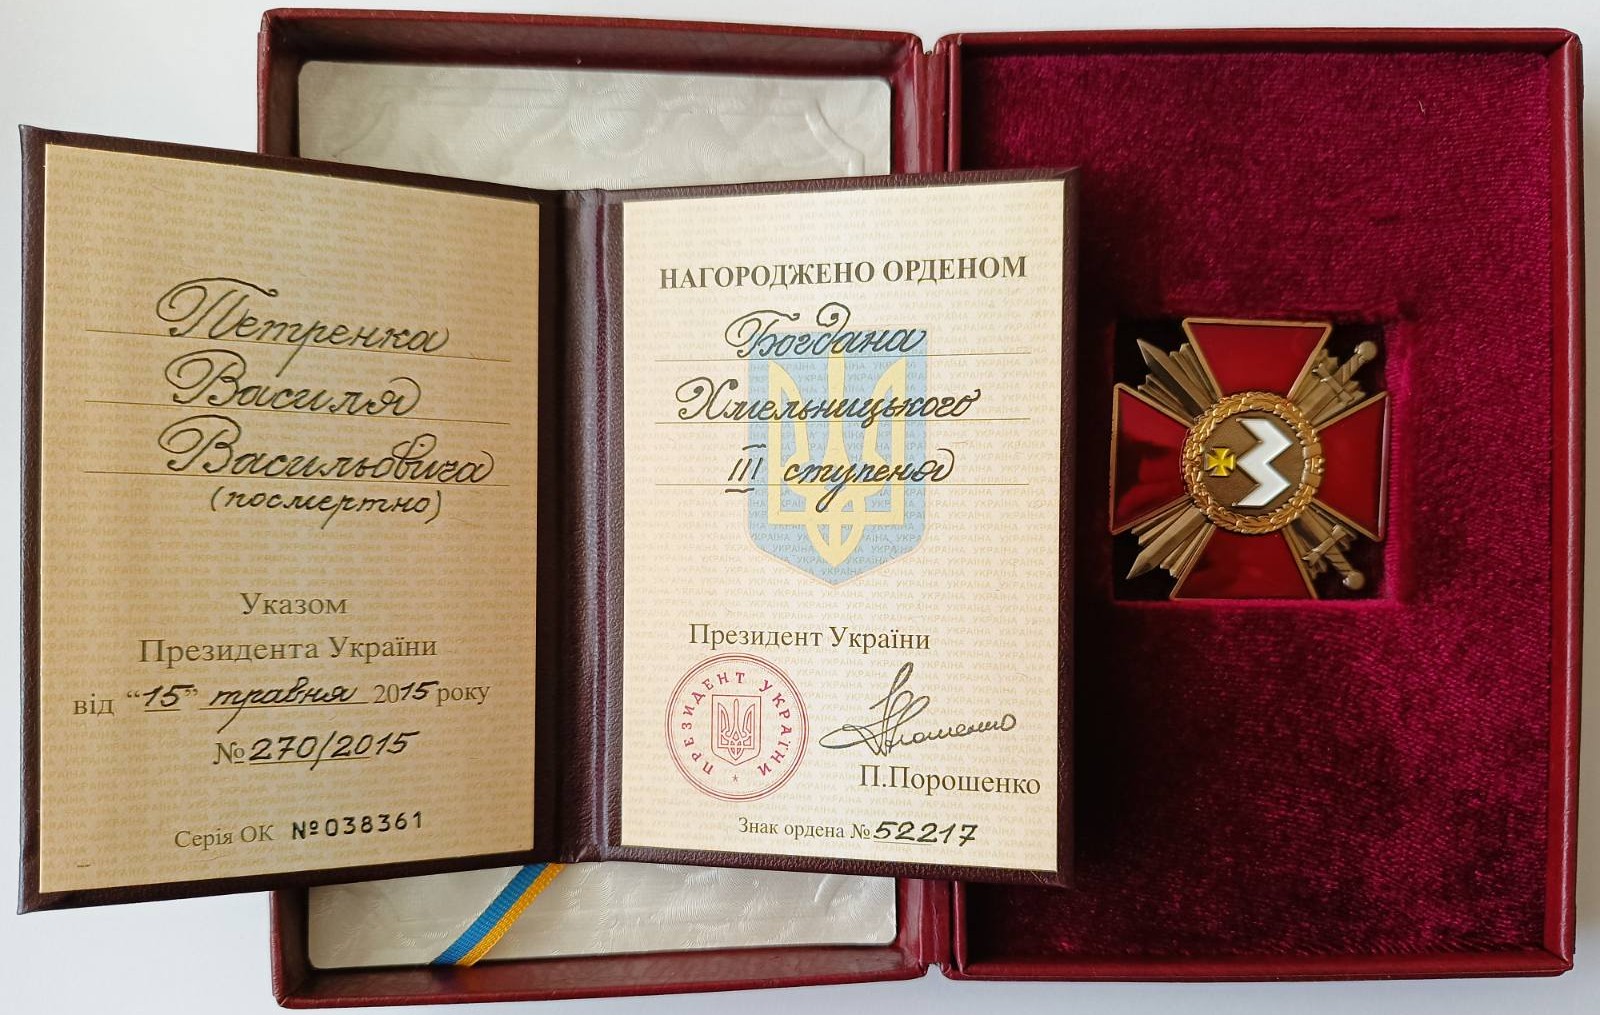 Петренка
Василя
Васильовича
(посмертно)
Указом
Президента України
від “15” травня 2015 року
№270/2015
Серія ОК №038361
НАГОРОДЖЕНО ОРДЕНОМ
Богдана
Хмельницького
III ступеня
Президент України
ПРЕЗИДЕНТ УКРАЇНИ
П.Порошенко
Знак ордена №52217